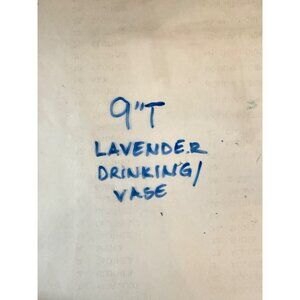 9"T
LAVENDER
DRINKING/
VASE